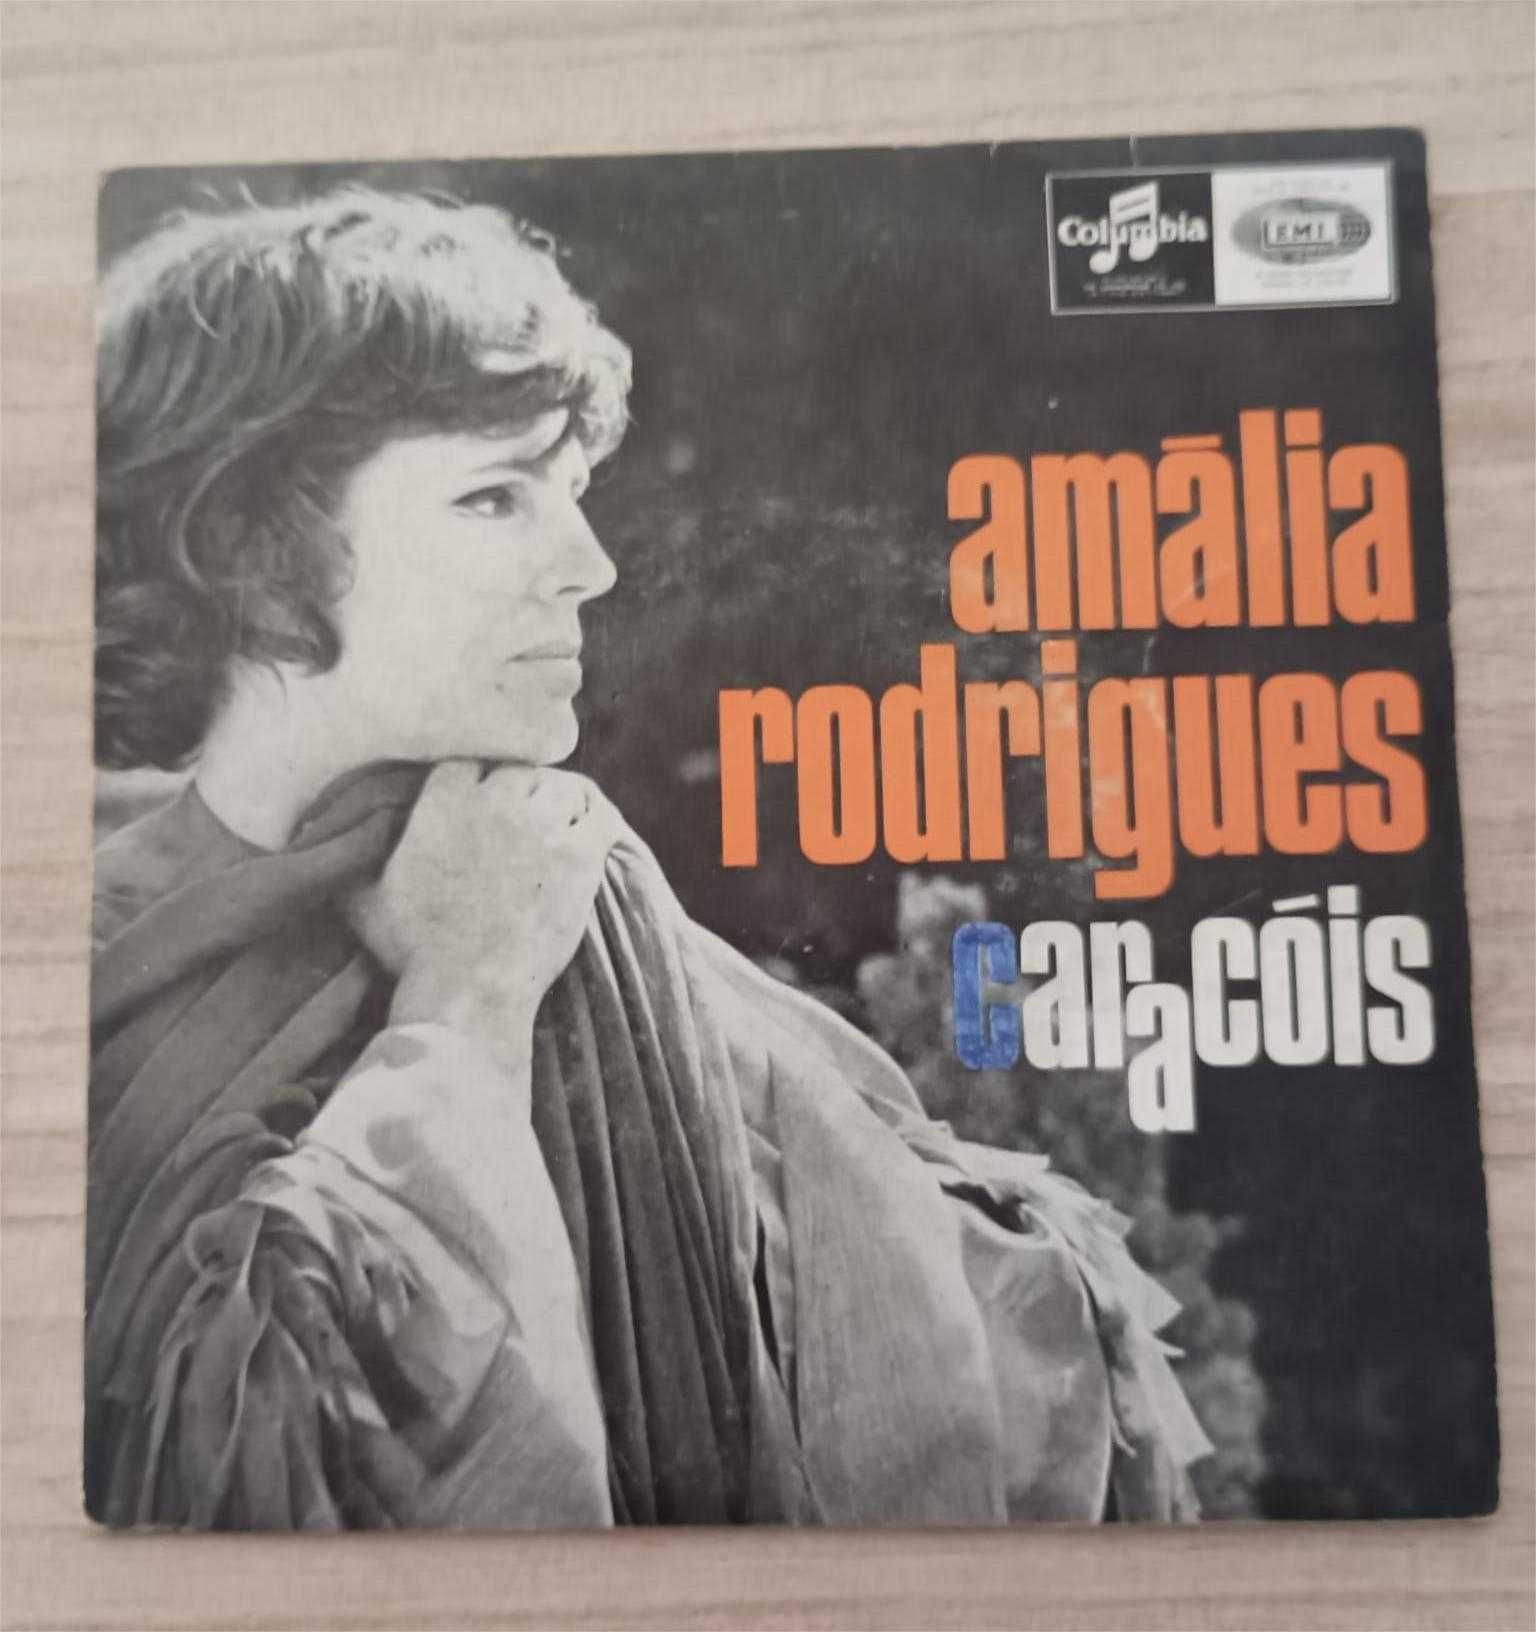 Columbia
EMI
amália
rodrigues
caracóis